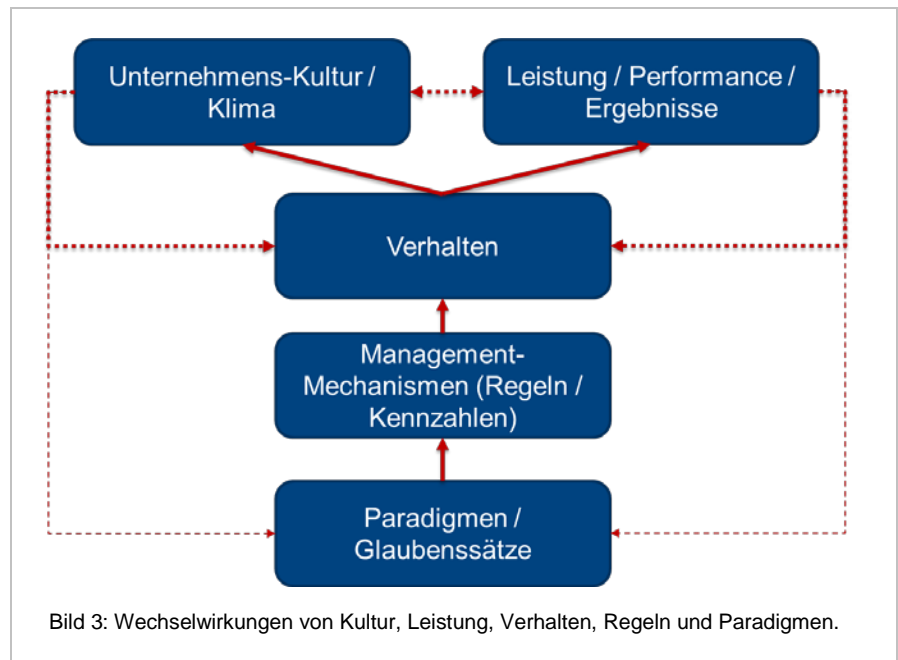 Unternehmens-Kultur /
Klima
Leistung / Performance /
Ergebnisse
Verhalten
Management-
Mechanismen (Regeln /
Kennzahlen)
Paradigmen /
Glaubenssätze
Bild 3: Wechselwirkungen von Kultur, Leistung, Verhalten, Regeln und Paradigmen.